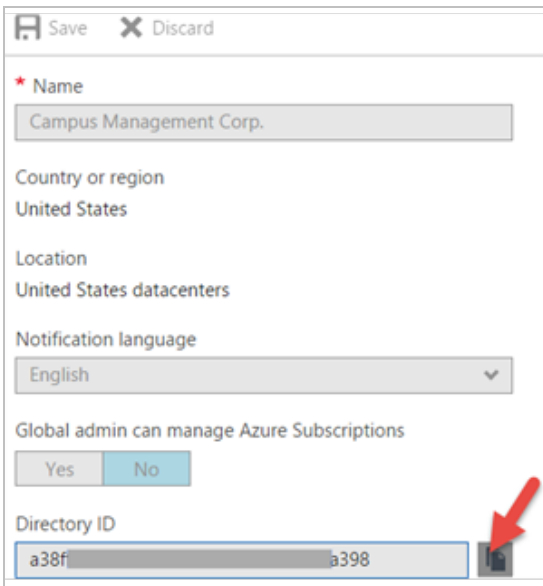 Save Discard
* Name
Campus Management Corp.
Country or region
United States
Location
United States datacenters
Notification language
English
Global admin can manage Azure Subscriptions
Yes No
Directory ID
a38f a398